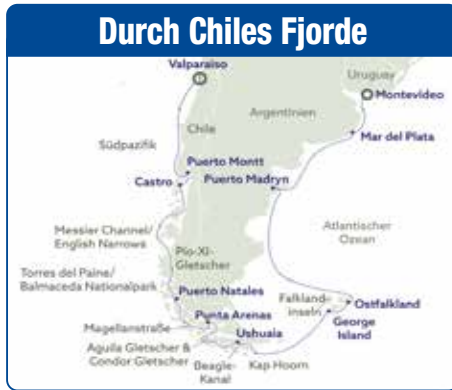 Durch Chiles Fjorde
Valparaiso
Uruguay
Montevideo
Argentinien
Mar del Plata
Chile
Südpazifik
Puerto Montt
Castro
Puerto Madryn
Messier Channel/
English Narrows
Atlantischer
Ozean
Pio-XI-
Gletscher
Torres del Paine/
Balmaceda Nationalpark
Puerto Natales
Falkland-
inseln
Ostfalkland
Punta Arenas
George
Island
Magellanstraße
Ushuaia
Aguila Gletscher &
Condor Gletscher
Beagle-
Kanal
Kap Hoorn